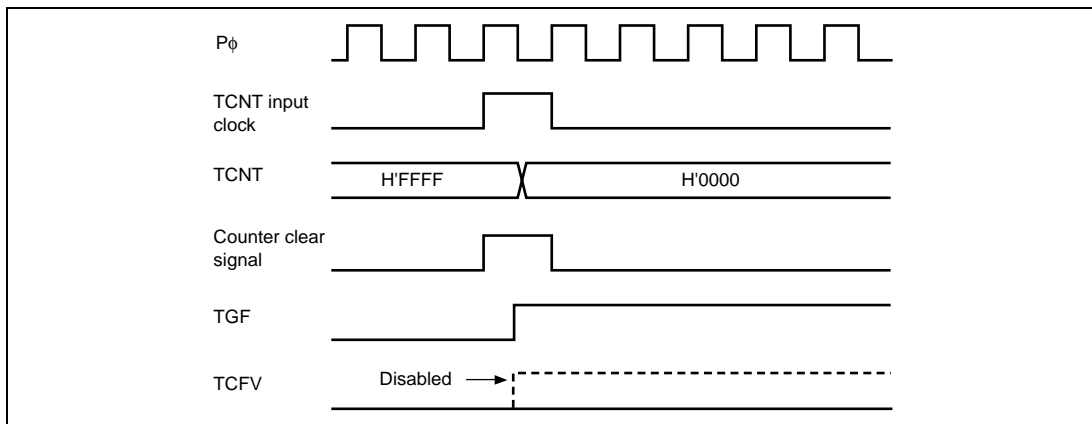 Pϕ
TCNT input
clock
TCNT
H'FFFF
H'0000
Counter clear
signal
TGF
TCFV
Disabled